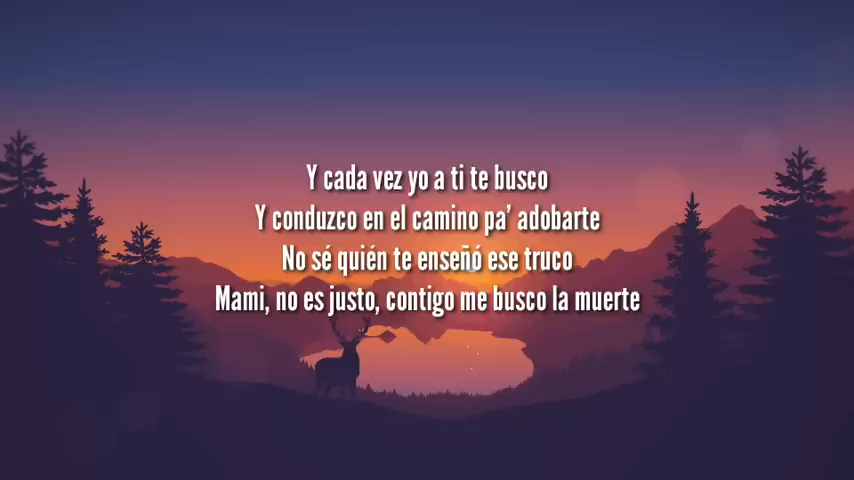 Y cada vez yo a ti te busco
Y conduzco en el camino pa' adobarte
No sé quién te enseñó ese truco
Mami, no es justo, contigo me busco la muerte